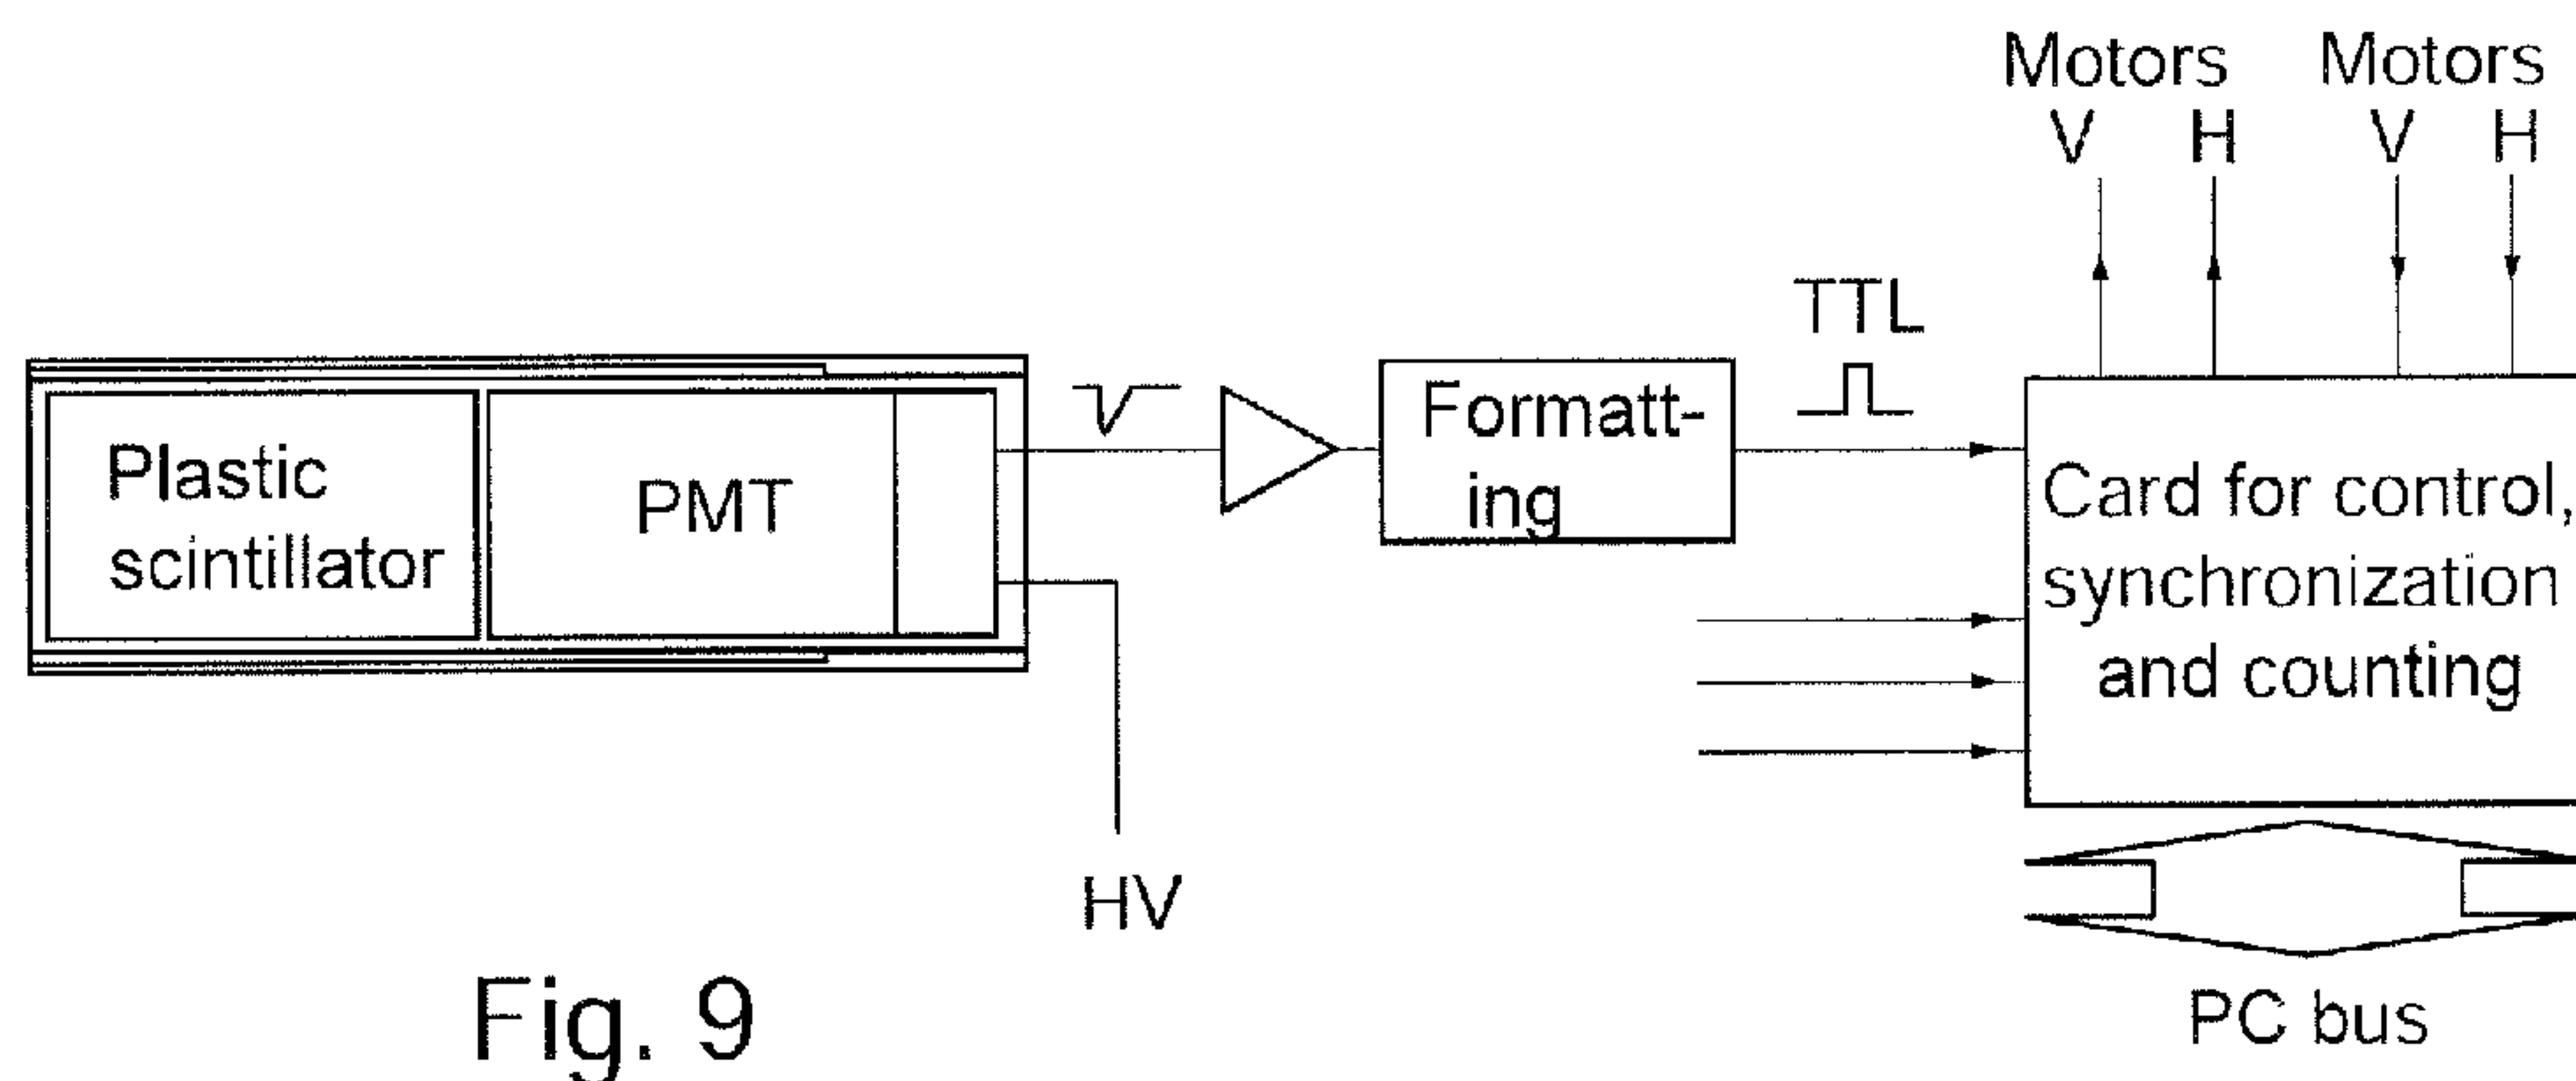 Motors Motors
V H V H
TTL
Plastic
scintillator
PMT
Formatt-
ing
Card for control,
synchronization
and counting
HV
PC bus
Fig. 9